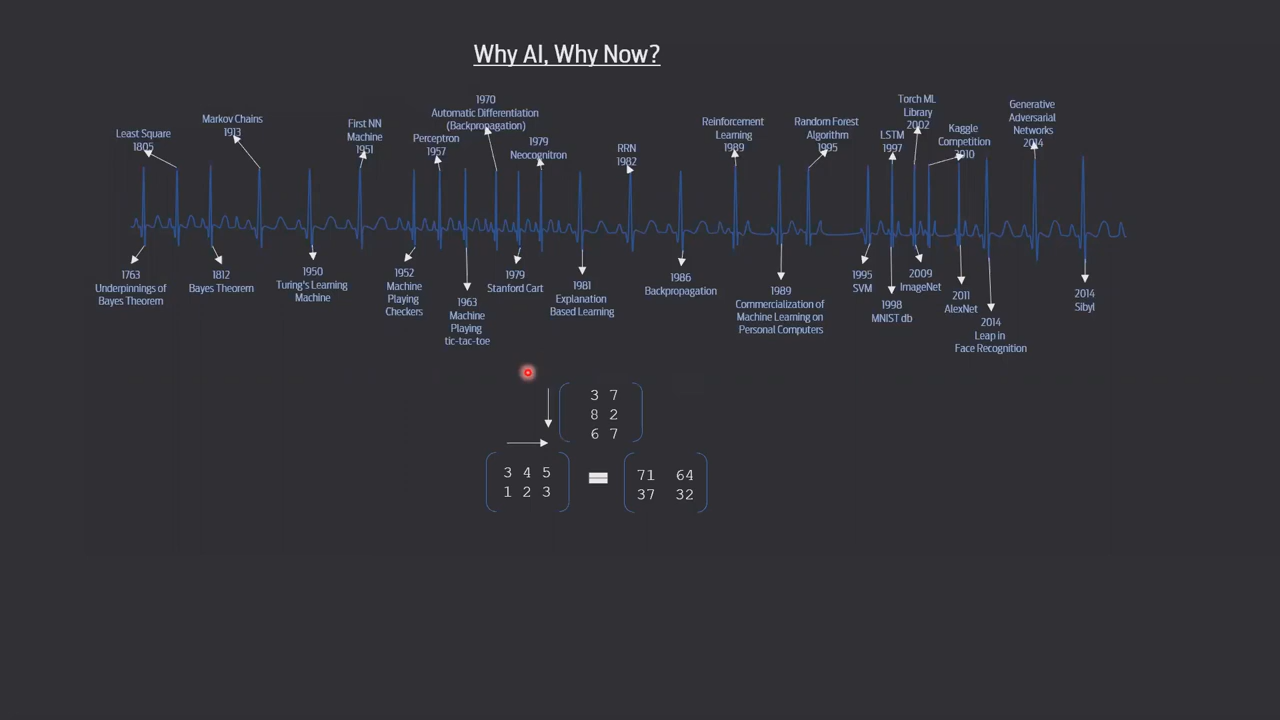 Why AI, Why Now?
Least Square
1805
Markov Chains
1913
First NN
Machine
1951
1970
Automatic Differentiation
(Backpropagation)
Perceptron
1957
1979
Neocognitron
RRN
1982
Reinforcement
Learning
1989
Random Forest
Algorithm
1995
LSTM
1997
Torch ML
Library
2002
Kaggle
Competition
2010
Generative
Adversarial
Networks
2014
1763
Underpinnings of
Bayes Theorem
1812
Bayes Theorem
1950
Turing's Learning
Machine
1952
Machine
Playing
Checkers
1963
Machine
Playing
tic-tac-toe
1979
Stanford Cart
1981
Explanation
Based Learning
1986
Backpropagation
1989
Commercialization of
Machine Learning on
Personal Computers
1995
SVM
1998
MNIST db
2009
ImageNet
2011
AlexNet
2014
Leap in
Face Recognition
2014
Sibyl
3 7
8 2
6 7
3 4 5
1 2 3
=
71 64
37 32